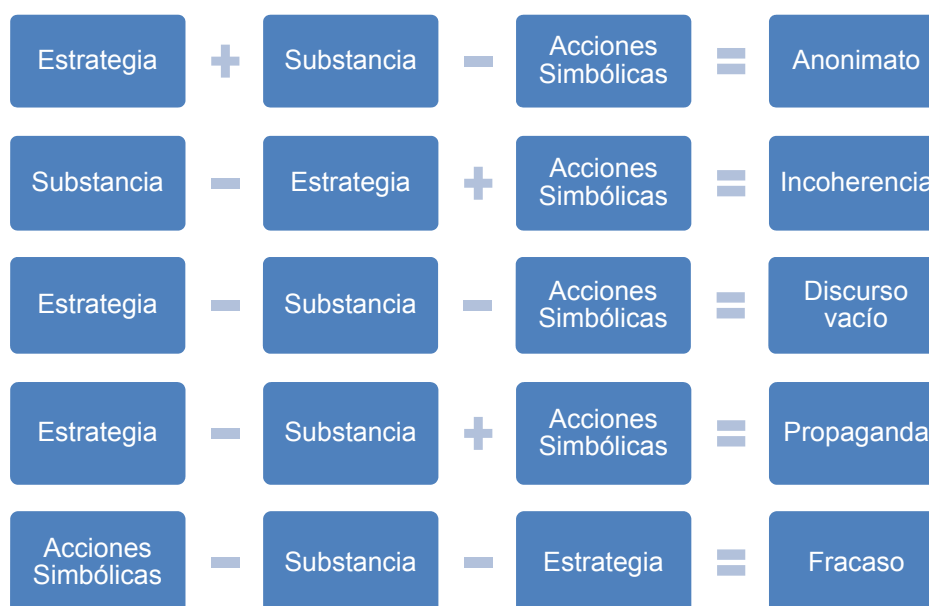 Estrategia + Substancia − Acciones Simbólicas = Anonimato
Substancia − Estrategia + Acciones Simbólicas = Incoherencia
Estrategia − Substancia − Acciones Simbólicas = Discurso vacío
Estrategia − Substancia + Acciones Simbólicas = Propaganda
Acciones Simbólicas − Substancia − Estrategia = Fracaso